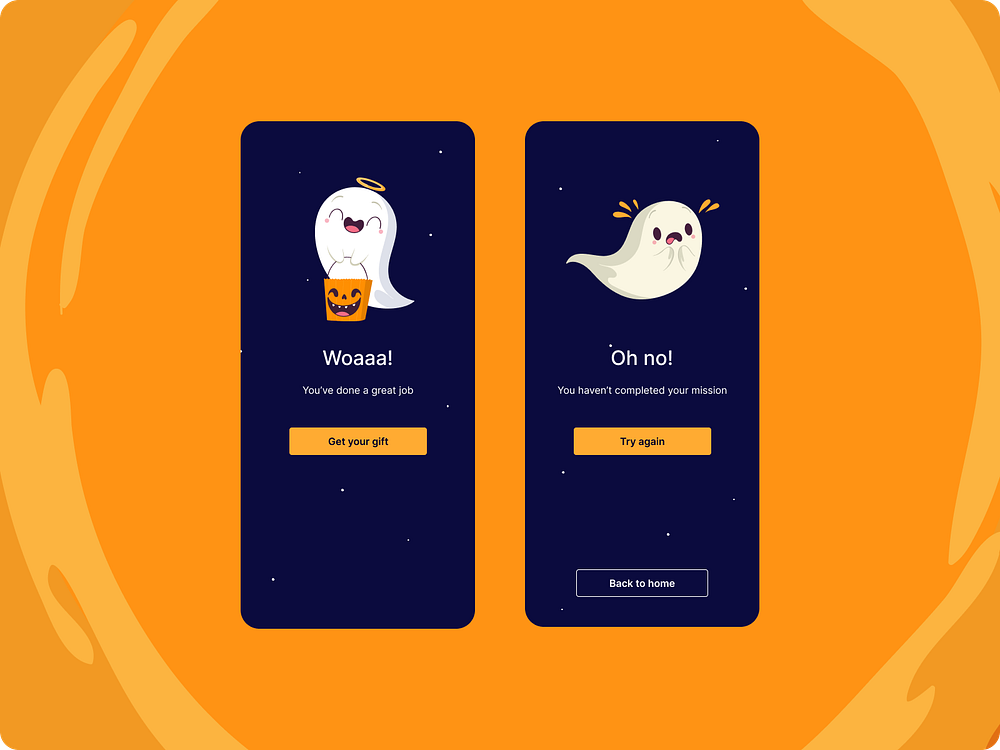 Woaaa!
You’ve done a great job
Get your gift
Oh no!
You haven’t completed your mission
Try again
Back to home